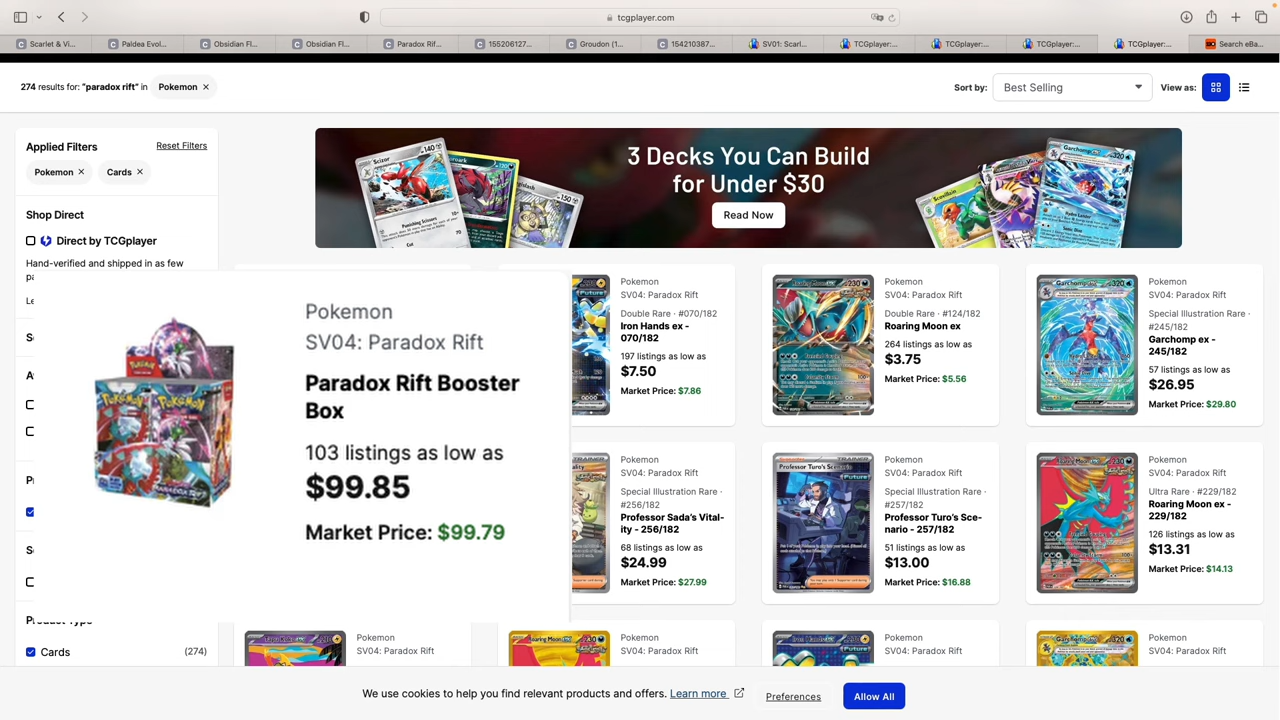 tcgplayer.com
Scarlet & Vi...
Paldea Evol...
Obsidian Fl...
Obsidian Fl...
Paradox Rif...
155206127...
Groudon (1...
154210387...
SV01: Scarl...
TCGplayer:...
TCGplayer:...
TCGplayer:...
TCGplayer:...
Search eBa...
274 results for: "paradox rift" in
Pokemon
Sort by:
Best Selling
View as:
Applied Filters
Reset Filters
Pokemon
Cards
Shop Direct
Direct by TCGplayer
Hand-verified and shipped in as few
3 Decks You Can Build
for Under $30
Read Now
Pokemon
SV04: Paradox Rift
Paradox Rift Booster
Box
103 listings as low as
$99.85
Market Price: $99.79
Pokemon
SV04: Paradox Rift
Double Rare · #070/182
Iron Hands ex -
070/182
197 listings as low as
$7.50
Market Price: $7.86
Pokemon
SV04: Paradox Rift
Double Rare · #124/182
Roaring Moon ex
264 listings as low as
$3.75
Market Price: $5.56
Pokemon
SV04: Paradox Rift
Special Illustration Rare ·
#245/182
Garchomp ex -
245/182
57 listings as low as
$26.95
Market Price: $29.80
Pokemon
SV04: Paradox Rift
Special Illustration Rare ·
#256/182
Professor Sada's Vital-
ity - 256/182
68 listings as low as
$24.99
Market Price: $27.99
Pokemon
SV04: Paradox Rift
Special Illustration Rare ·
#257/182
Professor Turo's Sce-
nario - 257/182
51 listings as low as
$13.00
Market Price: $16.88
Pokemon
SV04: Paradox Rift
Ultra Rare · #229/182
Roaring Moon ex -
229/182
126 listings as low as
$13.31
Market Price: $14.13
Product Type
Cards
(274)
Pokemon
SV04: Paradox Rift
Pokemon
SV04: Paradox Rift
Pokemon
SV04: Paradox Rift
Pokemon
SV04: Paradox Rift
We use cookies to help you find relevant products and offers. Learn more
Preferences
Allow All